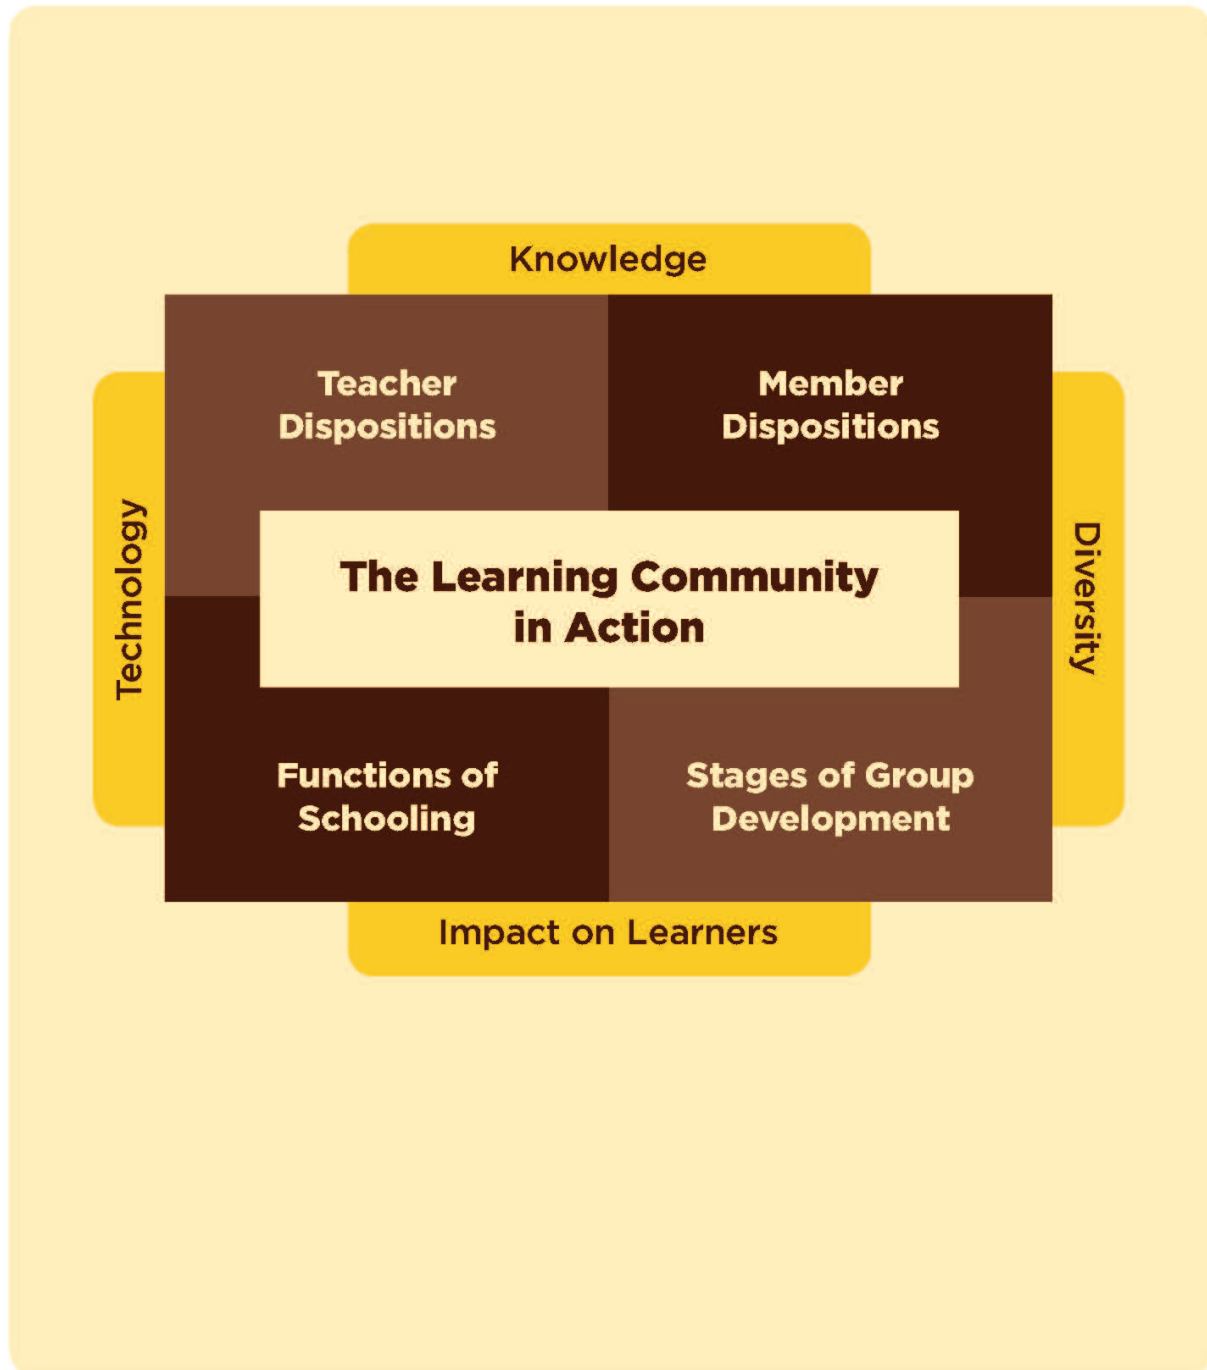 Knowledge
Teacher
Dispositions
Member
Dispositions
Technology
The Learning Community
in Action
Diversity
Functions of
Schooling
Stages of Group
Development
Impact on Learners